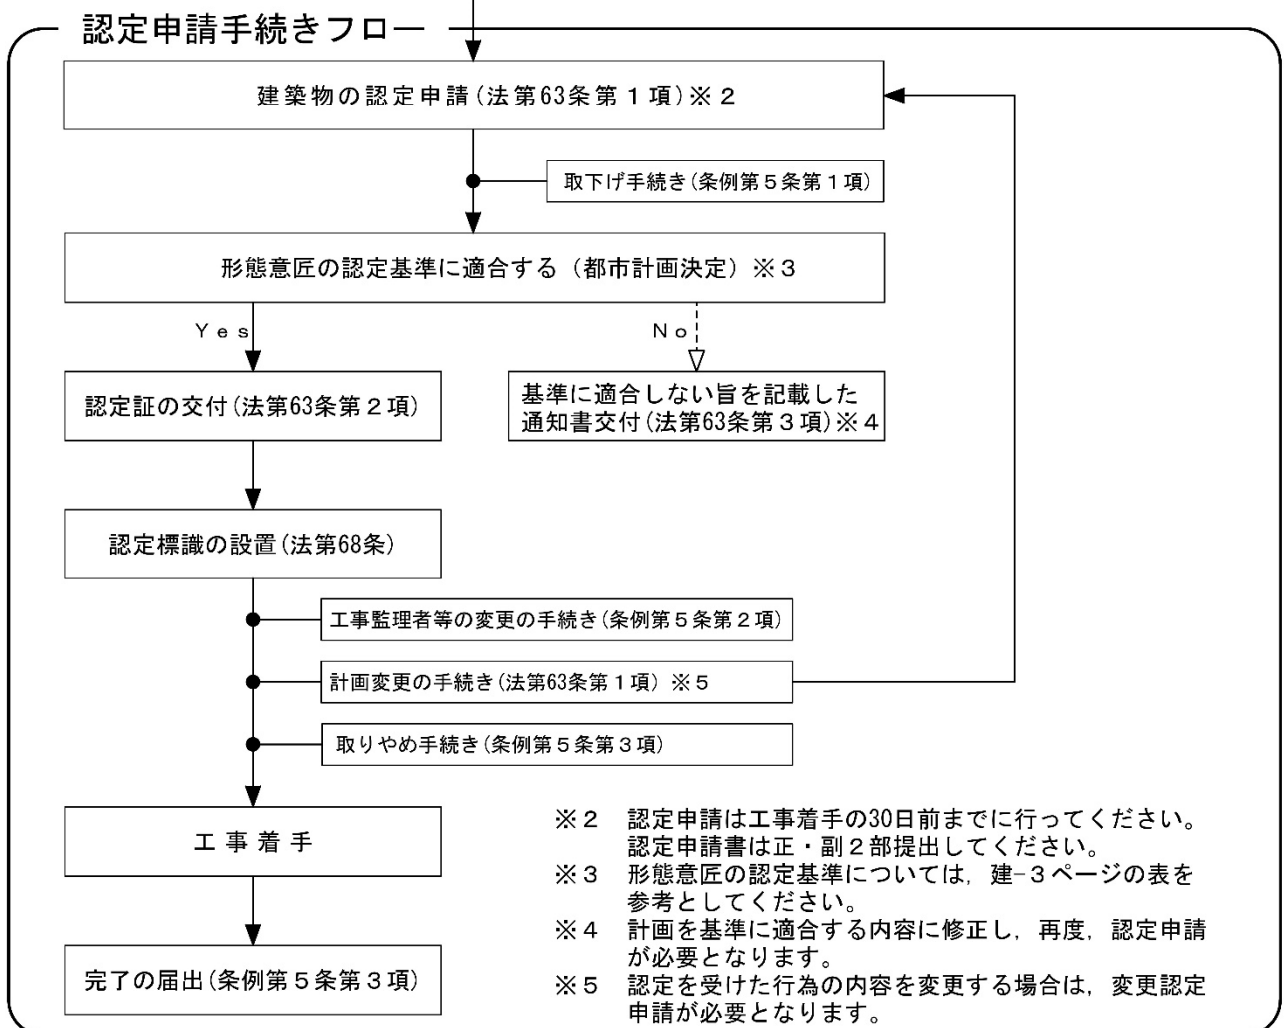 認定申請手続きフロー
建築物の認定申請(法第63条第１項)※２
取下げ手続き(条例第５条第１項)
形態意匠の認定基準に適合する（都市計画決定）※３
Ｙｅｓ
Ｎｏ
認定証の交付(法第63条第２項)
基準に適合しない旨を記載した
通知書交付(法第63条第３項)※４
認定標識の設置(法第68条)
工事監理者等の変更の手続き(条例第５条第２項)
計画変更の手続き(法第63条第１項)※５
取りやめ手続き(条例第５条第３項)
工事着手
完了の届出(条例第５条第３項)
※２ 認定申請は工事着手の30日前までに行ってください。
認定申請書は正・副２部提出してください。
※３ 形態意匠の認定基準については，建-３ページの表を
参考としてください。
※４ 計画を基準に適合する内容に修正し，再度，認定申請
が必要となります。
※５ 認定を受けた行為の内容を変更する場合は，変更認定
申請が必要となります。